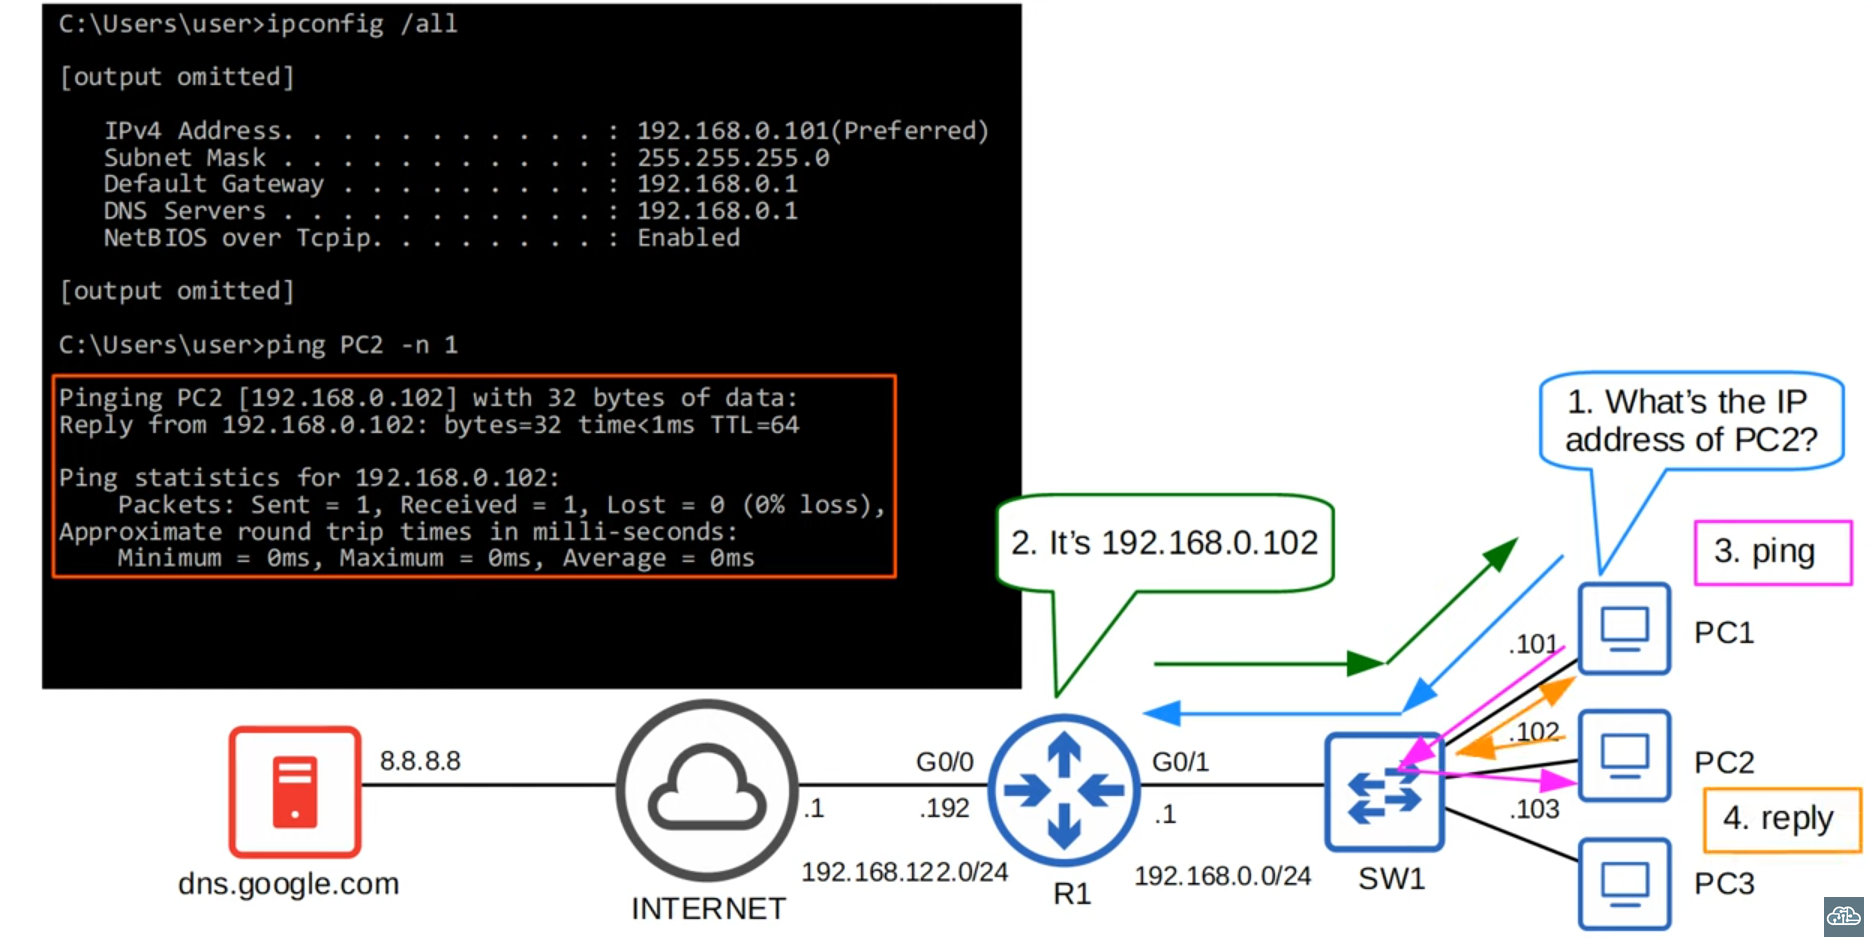 C:\Users\user>ipconfig /all
[output omitted]
IPv4 Address. . . . . . . . . . . : 192.168.0.101(Preferred)
Subnet Mask . . . . . . . . . . . : 255.255.255.0
Default Gateway . . . . . . . . . : 192.168.0.1
DNS Servers . . . . . . . . . . . : 192.168.0.1
NetBIOS over Tcpip. . . . . . . . : Enabled
[output omitted]
C:\Users\user>ping PC2 -n 1
Pinging PC2 [192.168.0.102] with 32 bytes of data:
Reply from 192.168.0.102: bytes=32 time<1ms TTL=64
Ping statistics for 192.168.0.102:
Packets: Sent = 1, Received = 1, Lost = 0 (0% loss),
Approximate round trip times in milli-seconds:
Minimum = 0ms, Maximum = 0ms, Average = 0ms
1. What's the IP
address of PC2?
2. It's 192.168.0.102
3. ping
PC1
.101
.102
PC2
.103
4. reply
PC3
8.8.8.8
dns.google.com
INTERNET
.1
G0/0
.192
192.168.122.0/24
R1
G0/1
.1
192.168.0.0/24
SW1